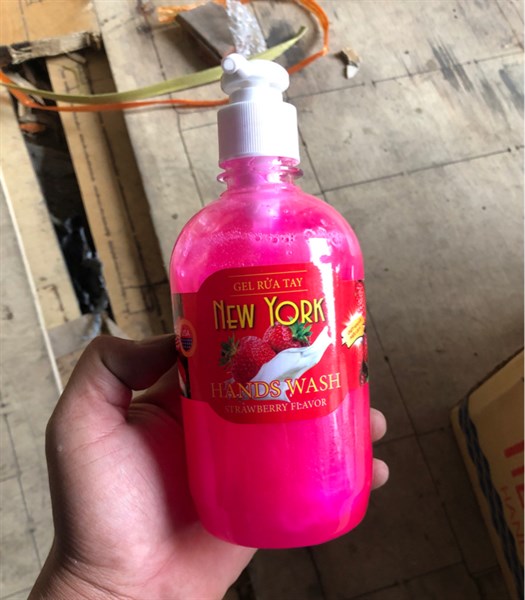 GEL RỬA TAY
NEW YORK
HANDS WASH
STRAWBERRY FLAVOR